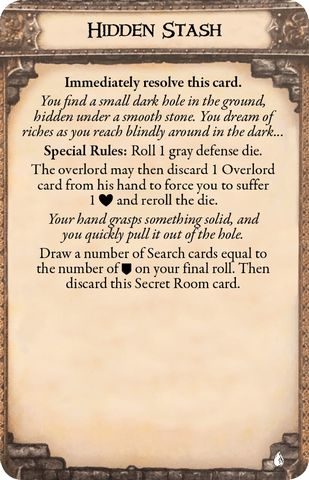 HIDDEN STASH
Immediately resolve this card.
You find a small dark hole in the ground,
hidden under a smooth stone. You dream of
riches as you reach blindly around in the dark...
Special Rules: Roll 1 gray defense die.
The overlord may then discard 1 Overlord
card from his hand to force you to suffer
1 ♥ and reroll the die.
Your hand grasps something solid, and
you quickly pull it out of the hole.
Draw a number of Search cards equal to
the number of on your final roll. Then
discard this Secret Room card.